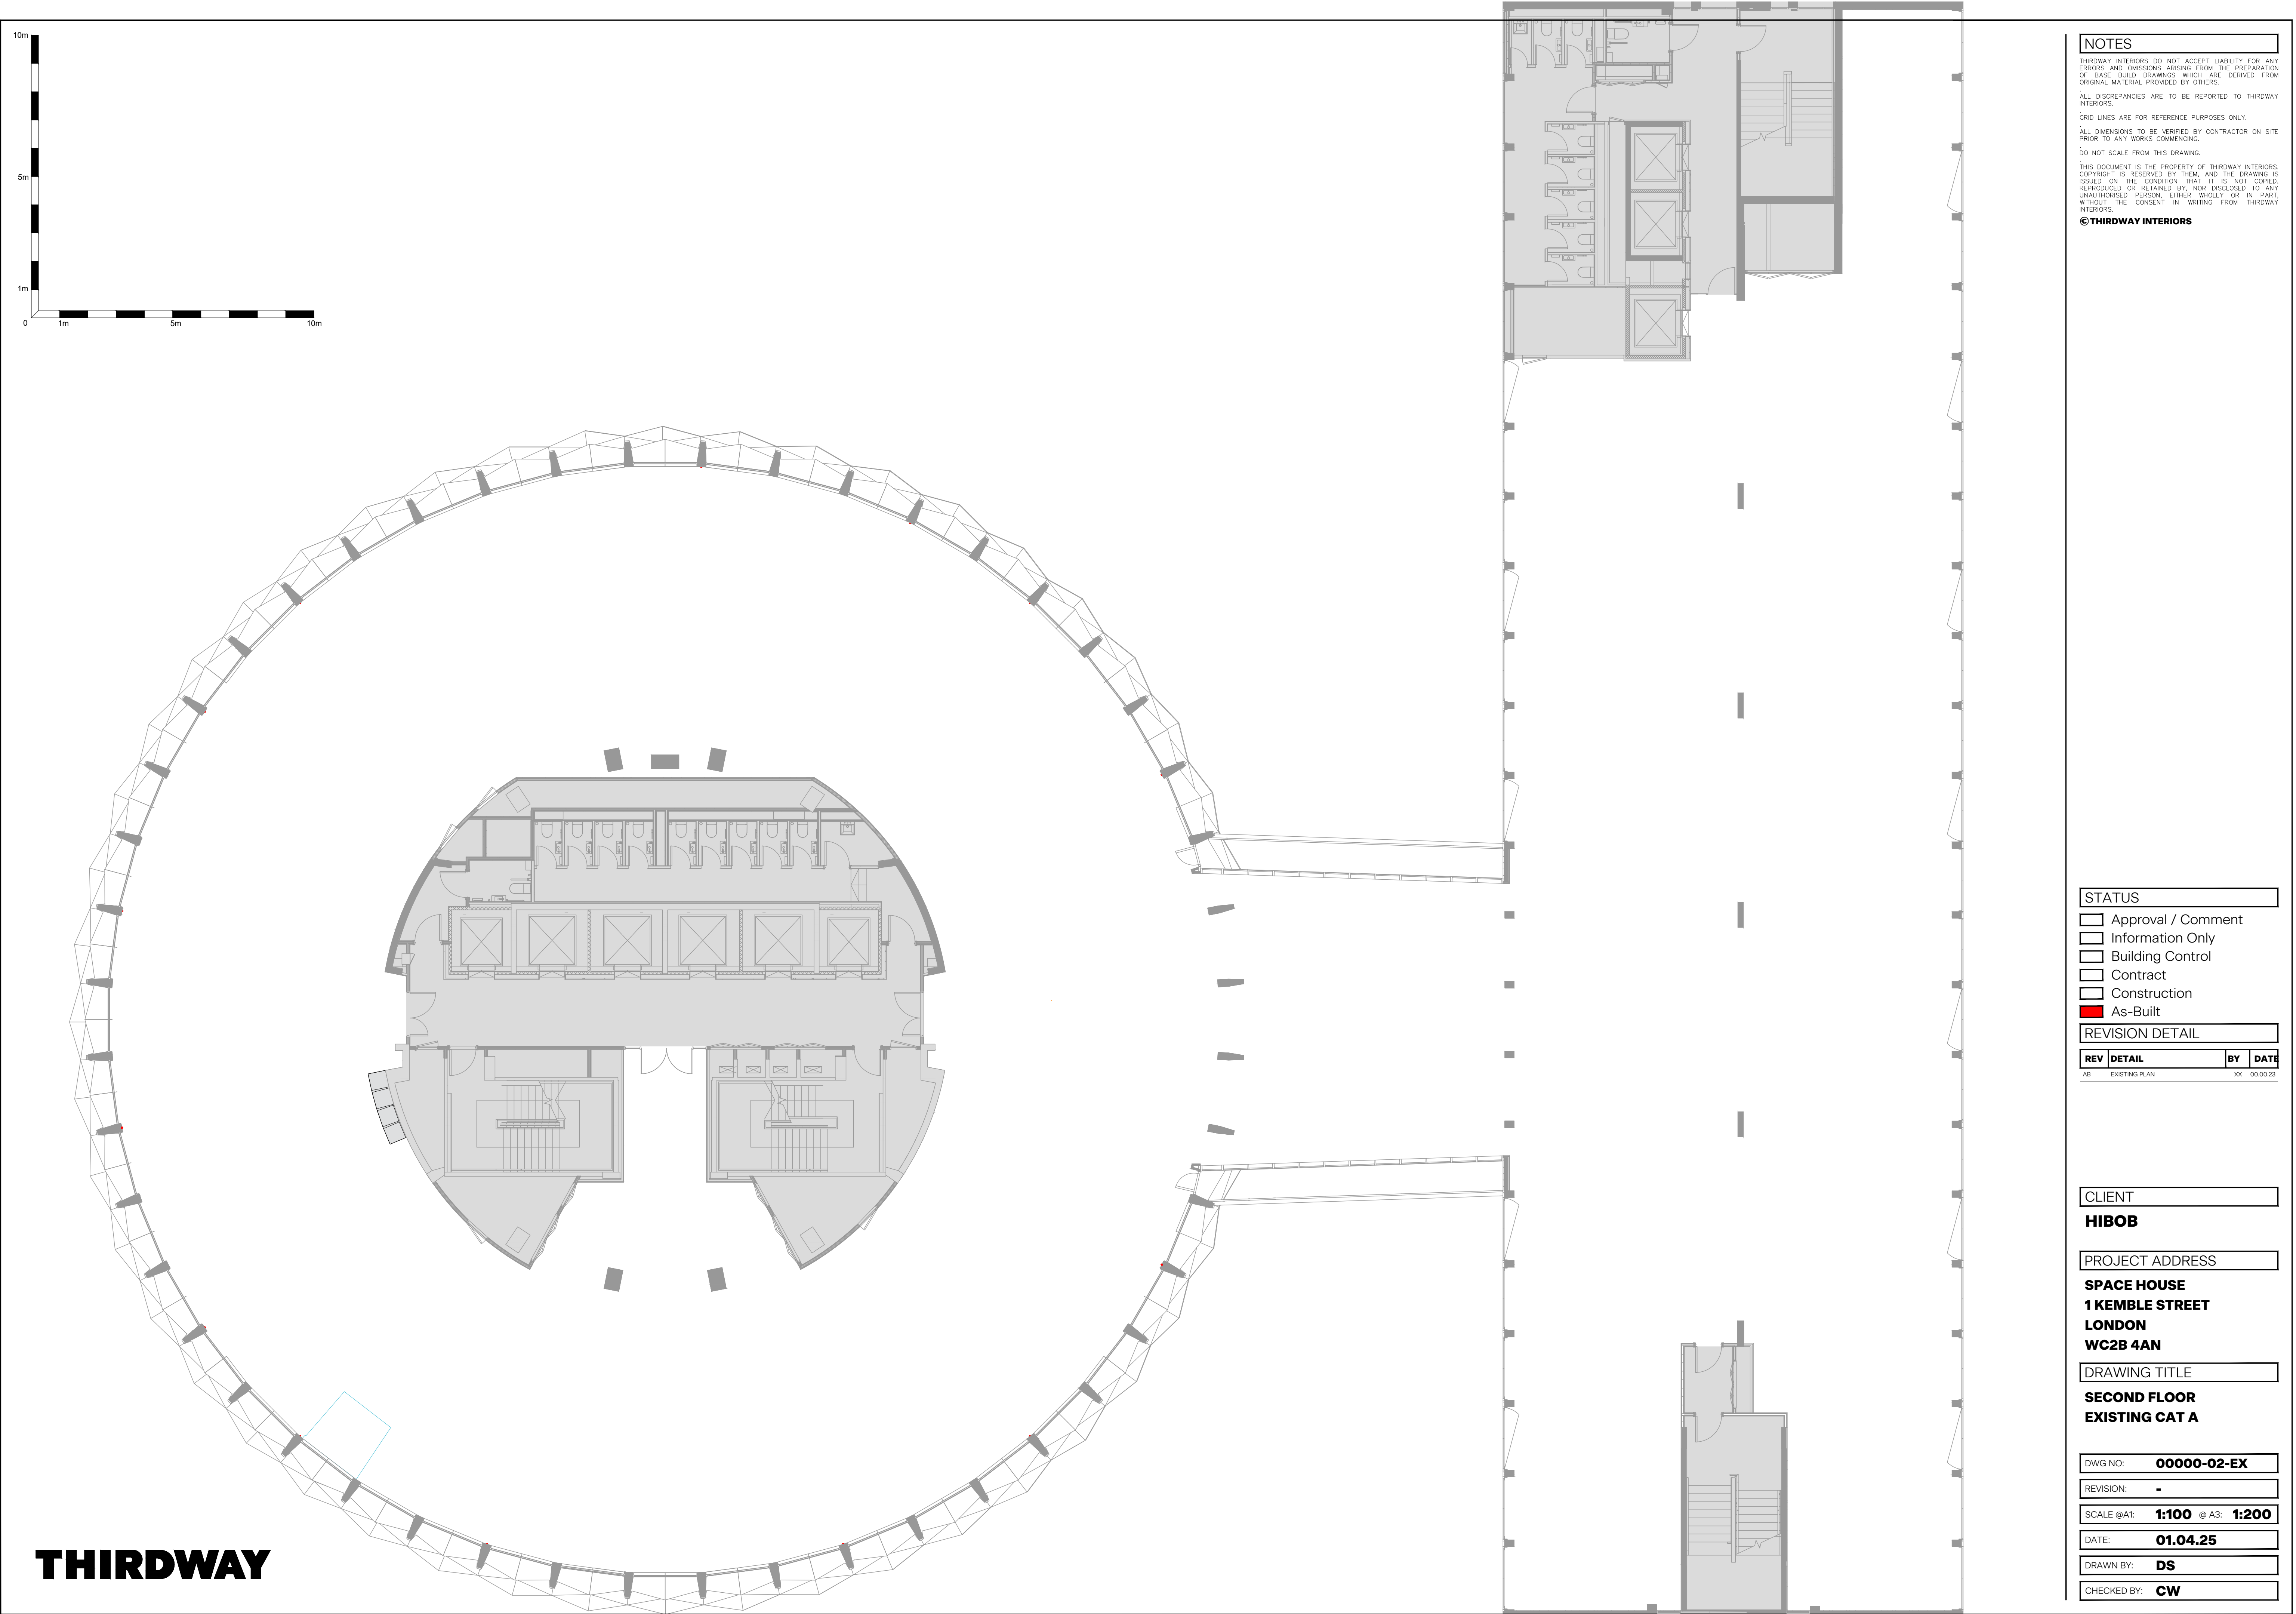 10m
5m
1m
0
1m
5m
10m
NOTES
THIRDWAY INTERIORS DO NOT ACCEPT LIABILITY FOR ANY
ERRORS AND OMISSIONS ARISING FROM THE PREPARATION
OF BASE BUILD DRAWINGS WHICH ARE DERIVED FROM
ORIGINAL MATERIAL PROVIDED BY OTHERS.
ALL DISCREPANCIES ARE TO BE REPORTED TO THIRDWAY
INTERIORS.
GRID LINES ARE FOR REFERENCE PURPOSES ONLY.
ALL DIMENSIONS TO BE VERIFIED BY CONTRACTOR ON SITE
PRIOR TO ANY WORKS COMMENCING.
DO NOT SCALE FROM THIS DRAWING.
THIS DOCUMENT IS THE PROPERTY OF THIRDWAY INTERIORS.
COPYRIGHT IS RESERVED BY THEM, AND THE DRAWING IS
ISSUED ON THE CONDITION THAT IT IS NOT COPIED,
REPRODUCED OR RETAINED BY, NOR DISCLOSED TO ANY
UNAUTHORISED PERSON, EITHER WHOLLY OR IN PART,
WITHOUT THE CONSENT IN WRITING FROM THIRDWAY
INTERIORS.
© THIRDWAY INTERIORS
STATUS
Approval / Comment
Information Only
Building Control
Contract
Construction
As-Built
REVISION DETAIL
REV DETAIL BY DATE
AB EXISTING PLAN XX 00.00.23
CLIENT
HIBOB
PROJECT ADDRESS
SPACE HOUSE
1 KEMBLE STREET
LONDON
WC2B 4AN
DRAWING TITLE
SECOND FLOOR
EXISTING CAT A
DWG NO: 00000-02-EX
REVISION: -
SCALE @A1: 1:100 @ A3: 1:200
DATE: 01.04.25
DRAWN BY: DS
CHECKED BY: CW
THIRDWAY